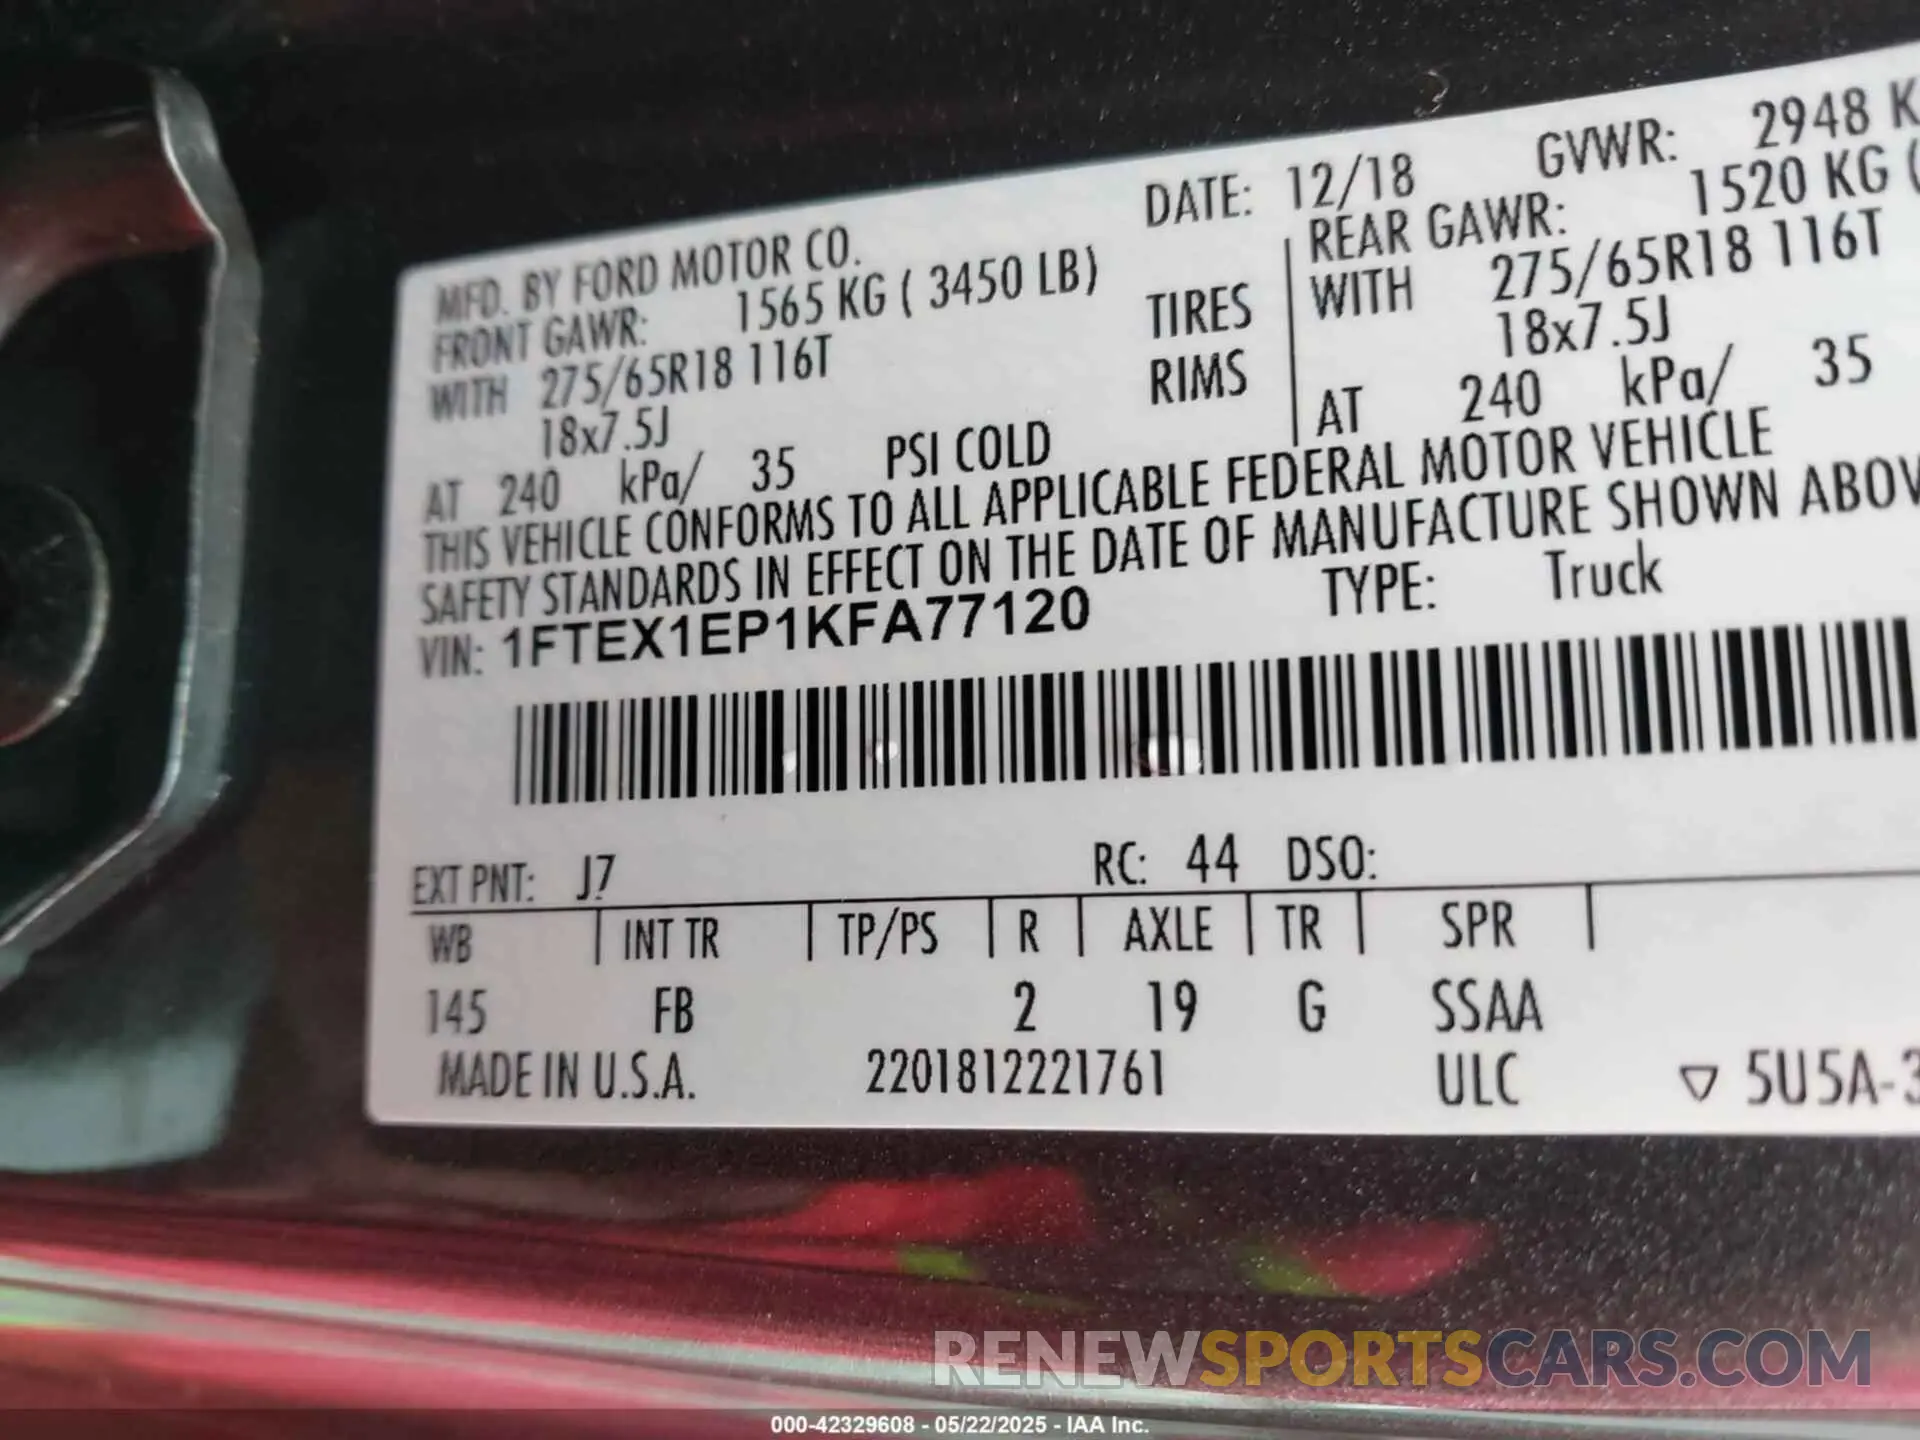 MFD. BY FORD MOTOR CO.
DATE: 12/18
GVWR: 2948 K
FRONT GAWR: 1565 KG ( 3450 LB)
REAR GAWR: 1520 KG (
WITH 275/65R18 116T
TIRES
WITH 275/65R18 116T
18x7.5J
RIMS
18x7.5J
AT 240 kPa/ 35 PSI COLD
AT 240 kPa/ 35
THIS VEHICLE CONFORMS TO ALL APPLICABLE FEDERAL MOTOR VEHICLE
SAFETY STANDARDS IN EFFECT ON THE DATE OF MANUFACTURE SHOWN ABOV
VIN: 1FTEX1EP1KFA77120
TYPE: Truck
EXT PNT: J7 RC: 44 DSO:
WB INT TR TP/PS R AXLE TR SPR
145 FB 2 19 G SSAA
MADE IN U.S.A. 2201812221761 ULC ▽ 5U5A-3
RENEWSPORTSCARS.COM
000-42329608 - 05/22/2025 - IAA Inc.